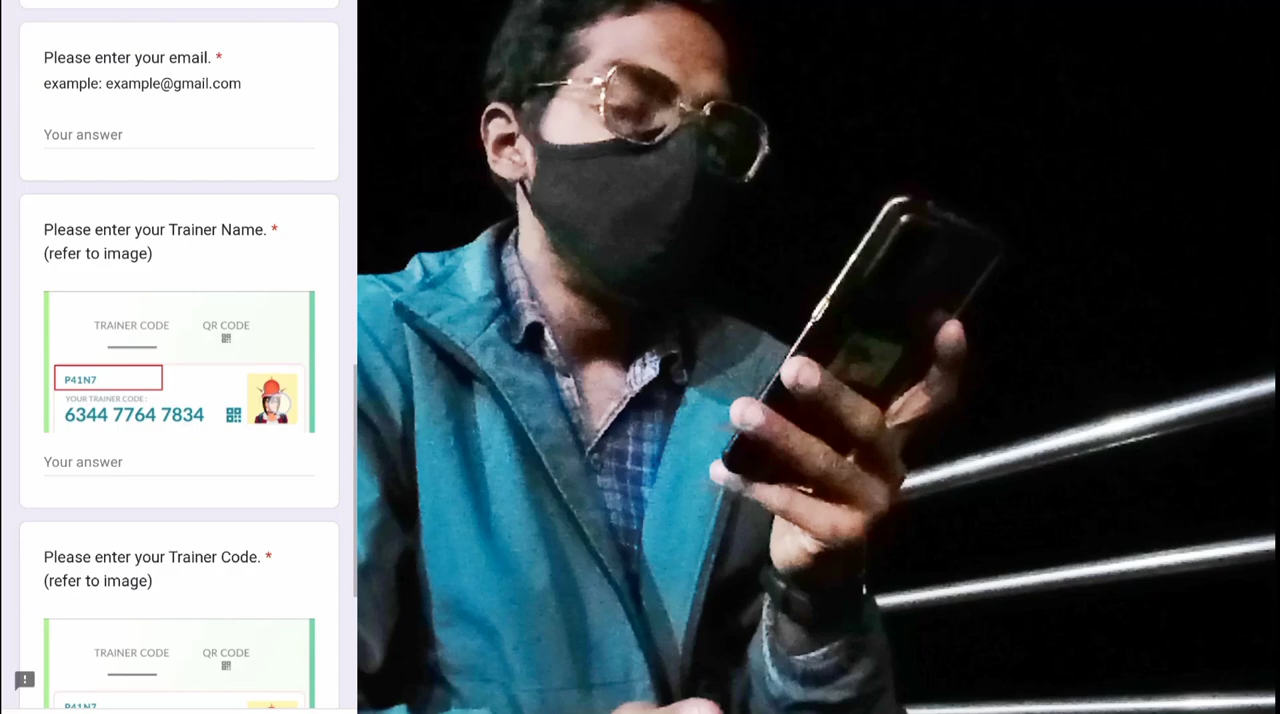 Please enter your email. *
example: example@gmail.com
Your answer
Please enter your Trainer Name. *
(refer to image)
TRAINER CODE QR CODE
P41N7
YOUR TRAINER CODE :
6344 7764 7834
Your answer
Please enter your Trainer Code. *
(refer to image)
TRAINER CODE QR CODE
P41N7